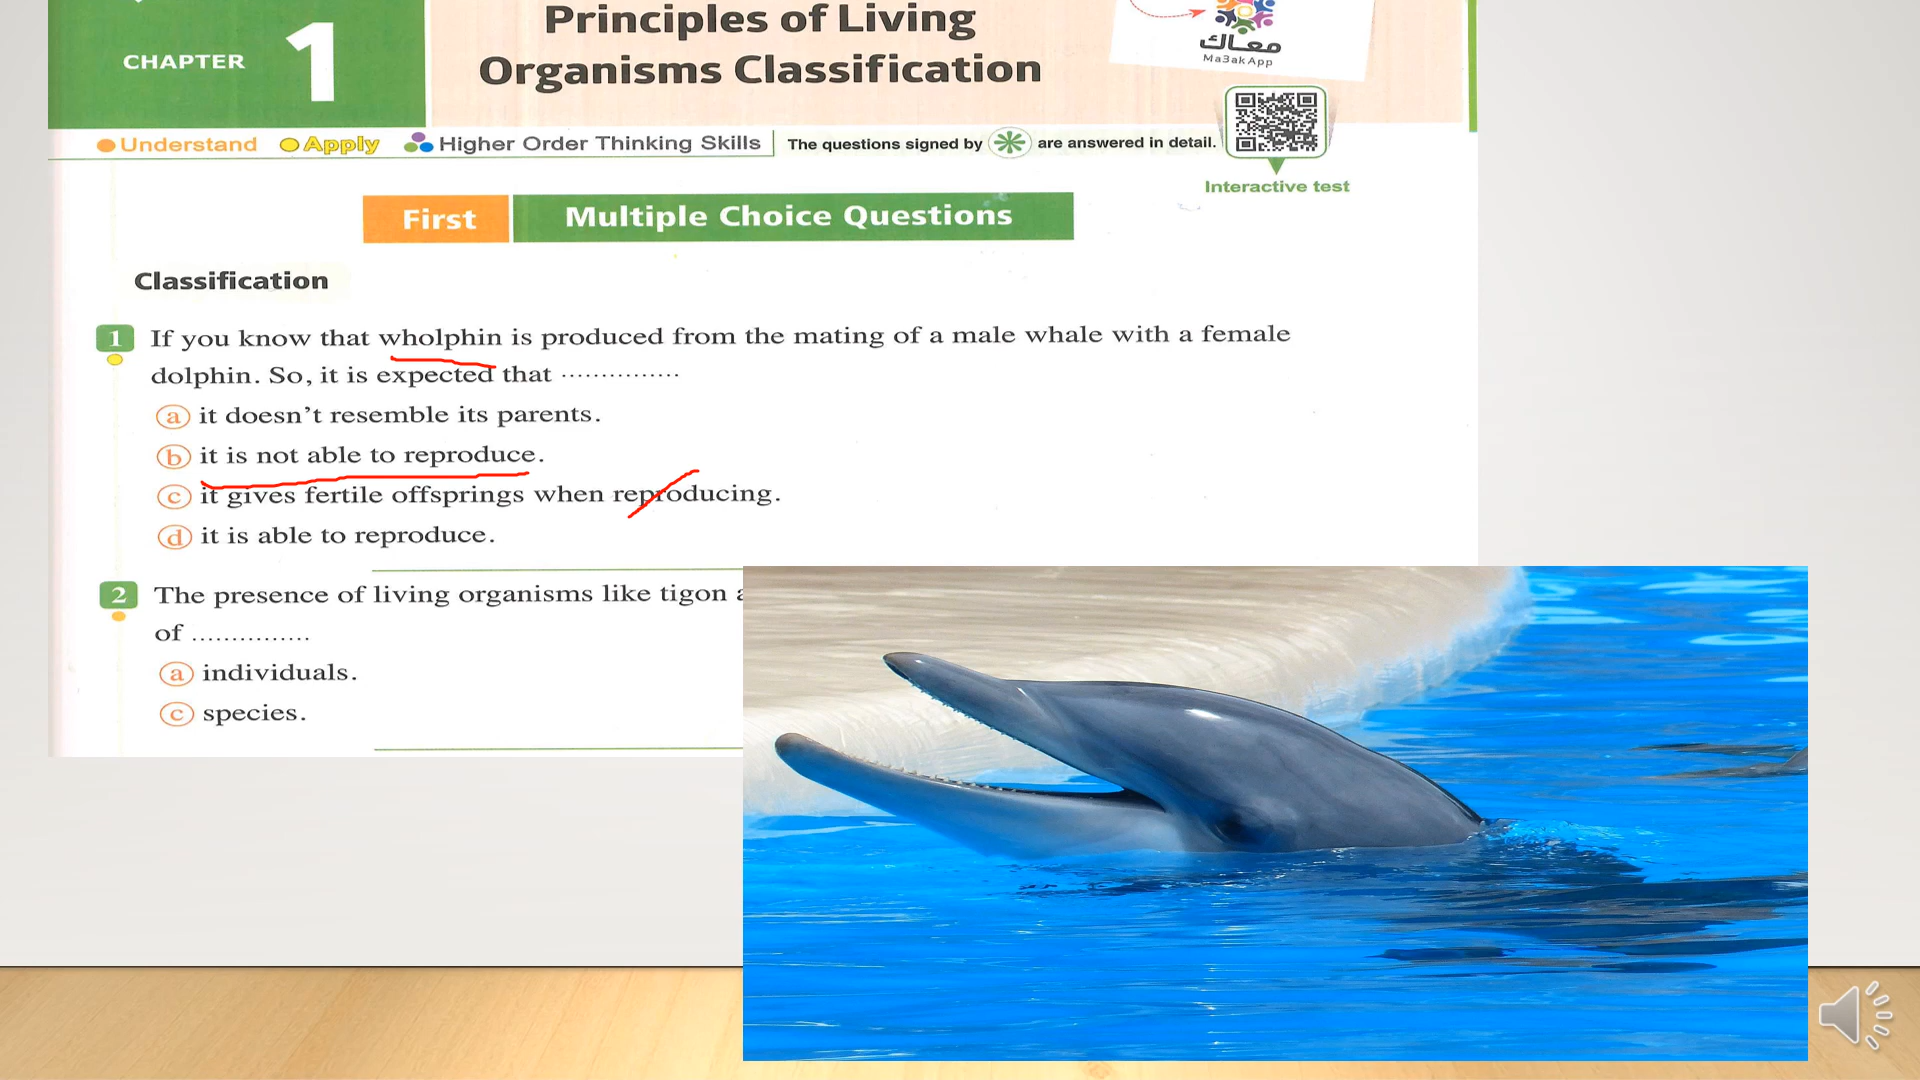 CHAPTER 1
Principles of Living
Organisms Classification
معاك
Ma3ak App
Understand Apply Higher Order Thinking Skills The questions signed by are answered in detail.
Interactive test
First Multiple Choice Questions
Classification
1 If you know that wholphin is produced from the mating of a male whale with a female
dolphin. So, it is expected that ...............
a it doesn't resemble its parents.
b it is not able to reproduce.
c it gives fertile offsprings when reproducing.
d it is able to reproduce.
2 The presence of living organisms like tigon
of ...............
a individuals.
c species.